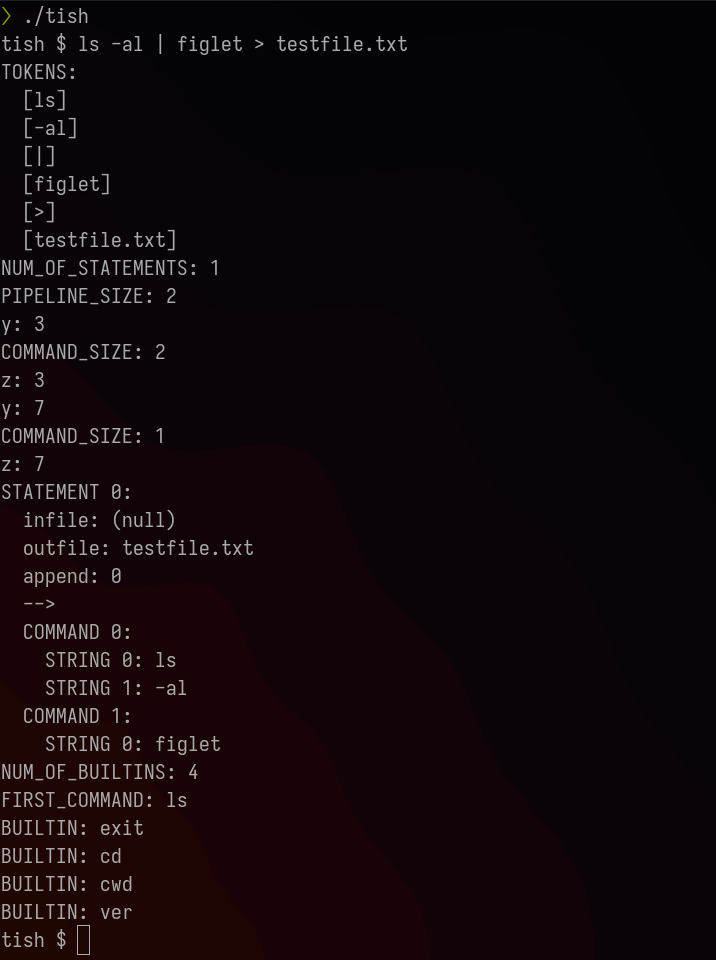 ❯ ./tish
tish $ ls -al | figlet > testfile.txt
TOKENS:
  [ls]
  [-al]
  [|]
  [figlet]
  [>]
  [testfile.txt]
NUM_OF_STATEMENTS: 1
PIPELINE_SIZE: 2
y: 3
COMMAND_SIZE: 2
z: 3
y: 7
COMMAND_SIZE: 1
z: 7
STATEMENT 0:
  infile: (null)
  outfile: testfile.txt
  append: 0
  -->
  COMMAND 0:
    STRING 0: ls
    STRING 1: -al
  COMMAND 1:
    STRING 0: figlet
NUM_OF_BUILTINS: 4
FIRST_COMMAND: ls
BUILTIN: exit
BUILTIN: cd
BUILTIN: cwd
BUILTIN: ver
tish $